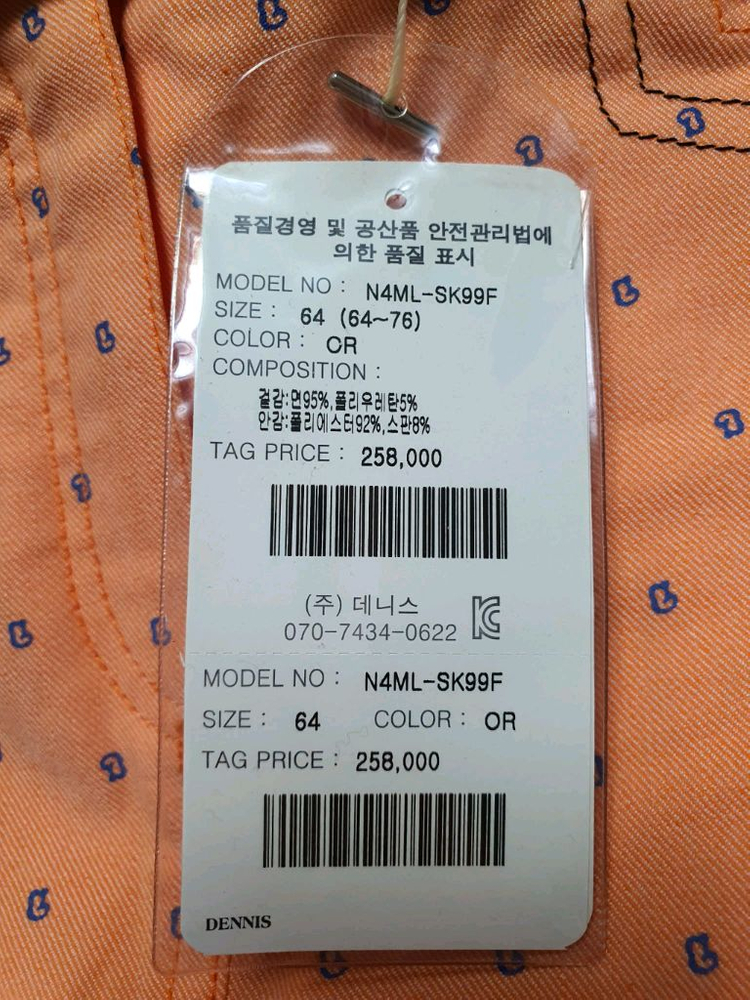 품질경영 및 공산품 안전관리법에
의한 품질 표시
MODEL NO : N4ML-SK99F
SIZE : 64 (64~76)
COLOR : OR
COMPOSITION :
겉감:면95%,폴리우레탄5%
안감:폴리에스터92%,스판8%
TAG PRICE : 258,000
(주) 데니스
070-7434-0622
MODEL NO : N4ML-SK99F
SIZE : 64 COLOR : OR
TAG PRICE : 258,000
DENNIS